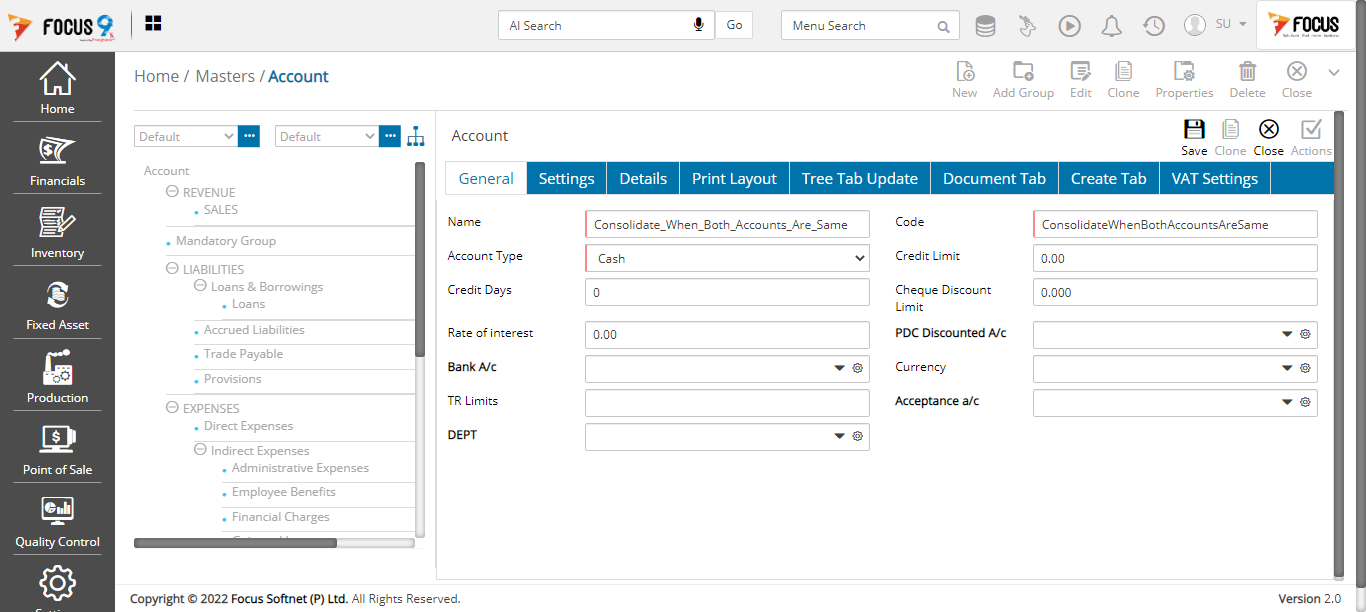 FOCUS 9
AI Search
Go
Menu Search
SU
FOCUS
Home
Financials
Inventory
Fixed Asset
Production
Point of Sale
Quality Control
Home / Masters / Account
New
Add Group
Edit
Clone
Properties
Delete
Close
Default
Default
Account
REVENUE
SALES
Mandatory Group
LIABILITIES
Loans & Borrowings
Loans
Accrued Liabilities
Trade Payable
Provisions
EXPENSES
Direct Expenses
Indirect Expenses
Administrative Expenses
Employee Benefits
Financial Charges
Account
Save
Clone
Close
Actions
General
Settings
Details
Print Layout
Tree Tab Update
Document Tab
Create Tab
VAT Settings
Name
Consolidate_When_Both_Accounts_Are_Same
Code
ConsolidateWhenBothAccountsAreSame
Account Type
Cash
Credit Limit
0.00
Credit Days
0
Cheque Discount
Limit
0.000
Rate of interest
0.00
PDC Discounted A/c
Bank A/c
Currency
TR Limits
Acceptance a/c
DEPT
Copyright © 2022 Focus Softnet (P) Ltd. All Rights Reserved.
Version 2.0